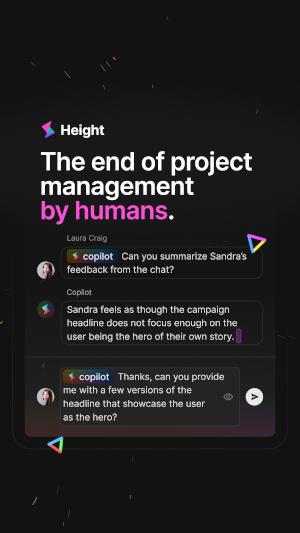 Height
The end of project
management
by humans.
Laura Craig
copilot Can you summarize Sandra's
feedback from the chat?
Copilot
Sandra feels as though the campaign
headline does not focus enough on the
user being the hero of their own story.
copilot Thanks, can you provide
me with a few versions of the
headline that showcase the user
as the hero?